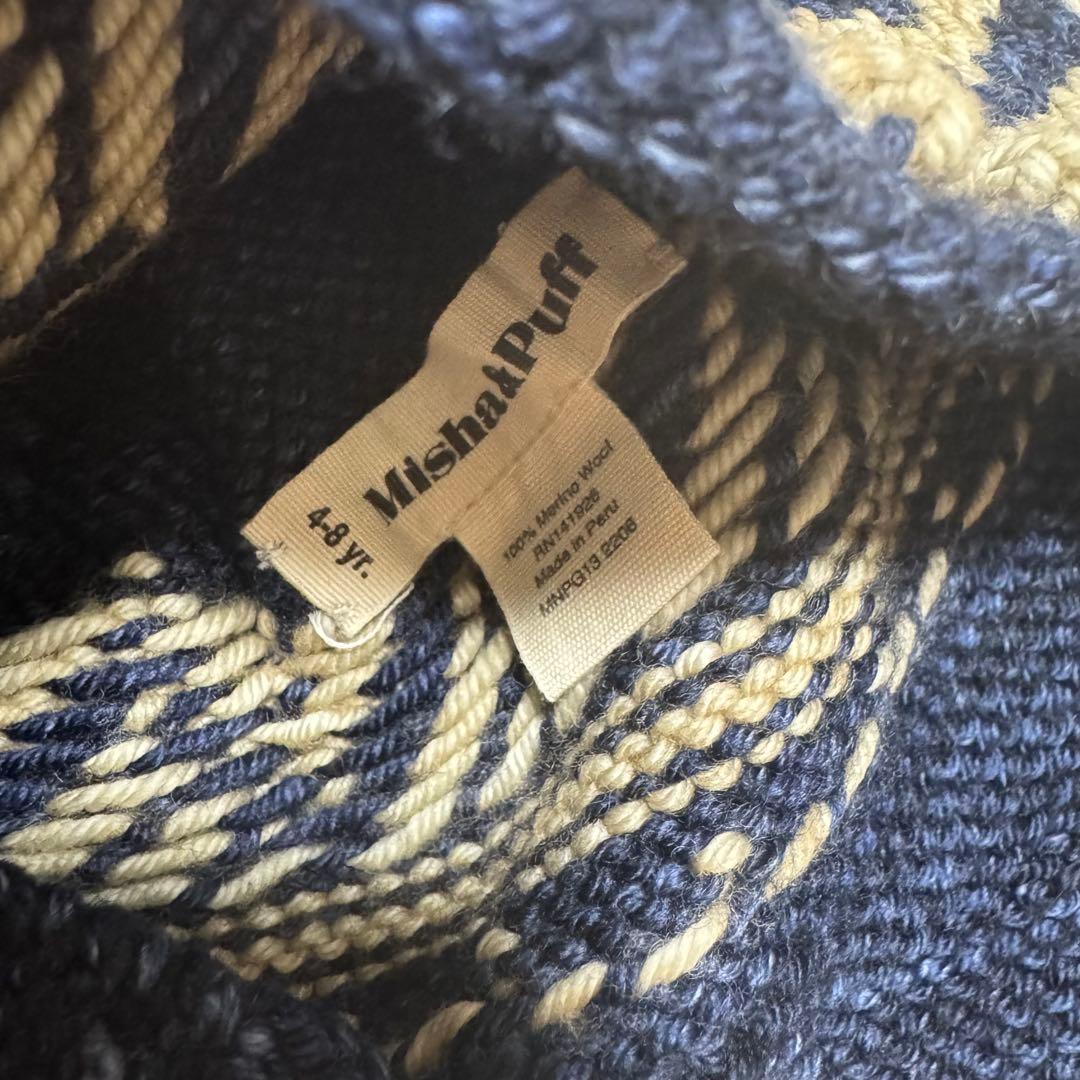 Misha&Puff
4-8 yr.
100% Merino Wool
RN141926
Made in Peru
MNPG13 2206